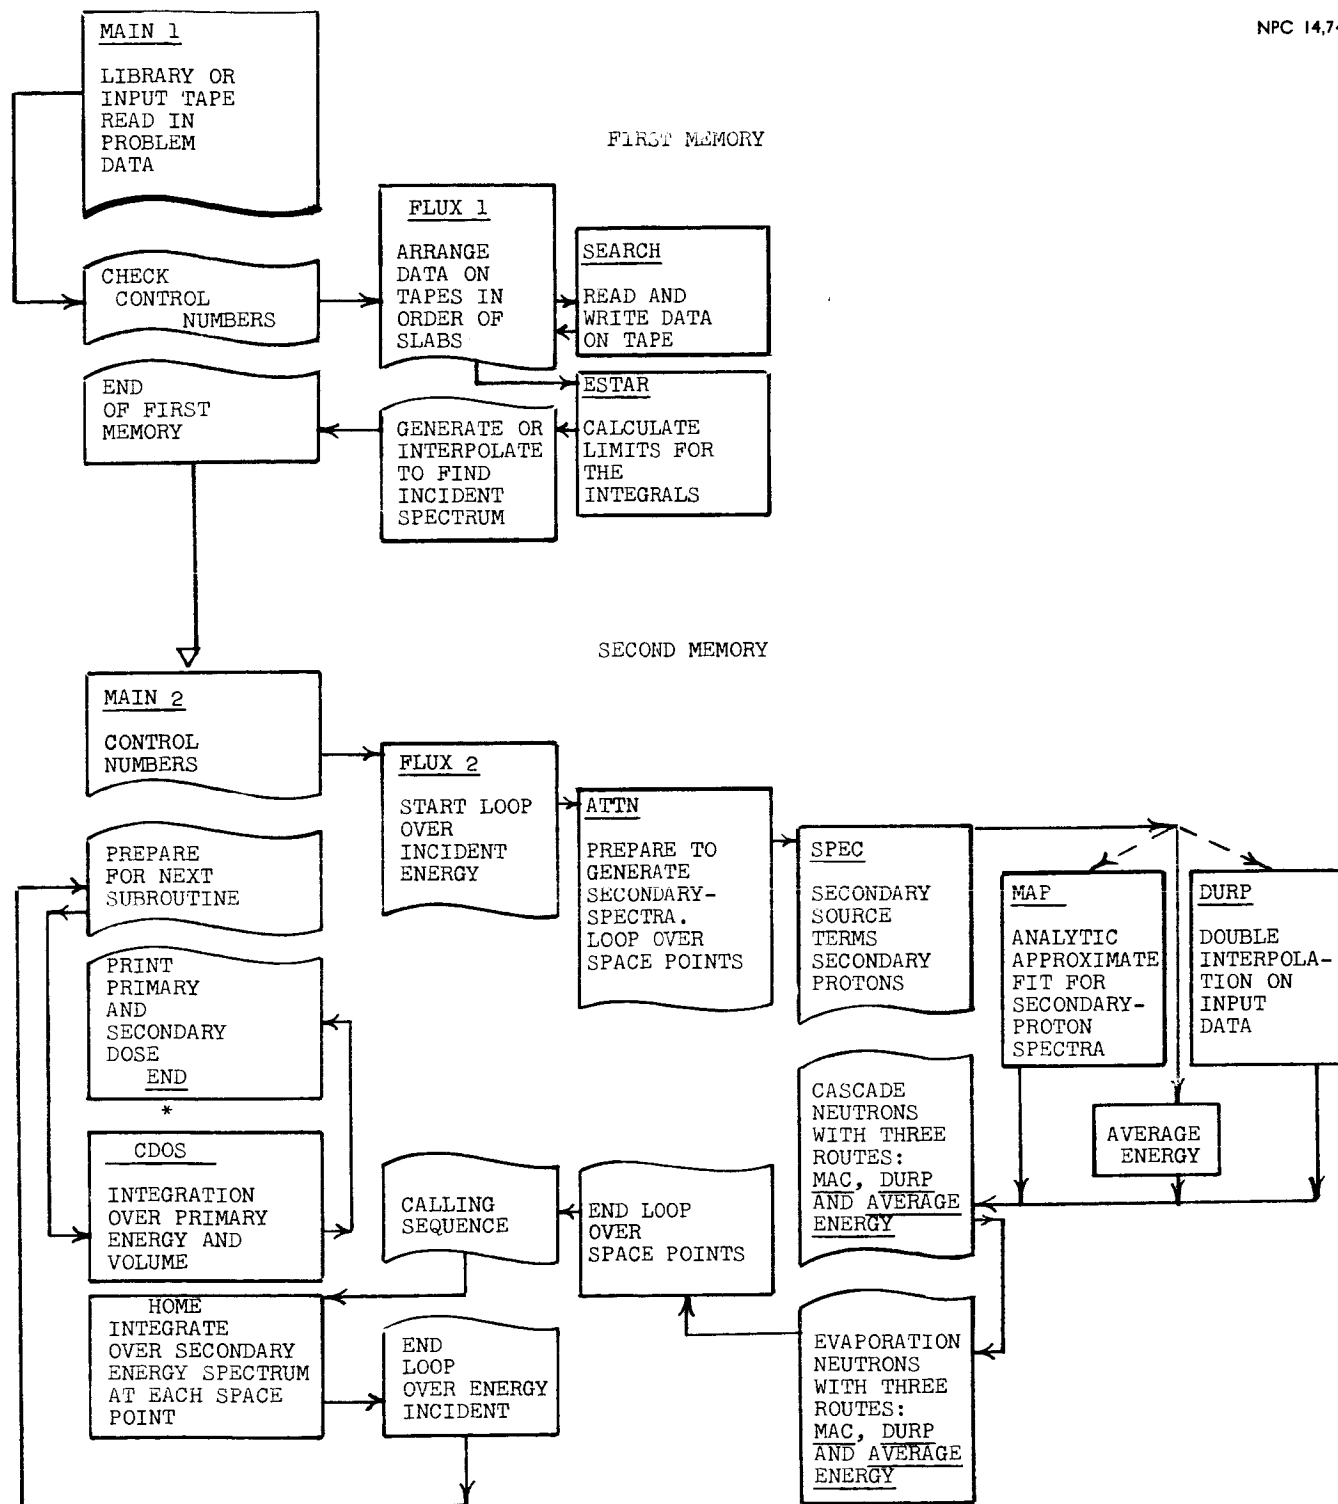 NPC 14,74
MAIN 1
LIBRARY OR
INPUT TAPE
READ IN
PROBLEM
DATA
FIRST MEMORY
CHECK
CONTROL
NUMBERS
FLUX 1
ARRANGE
DATA ON
TAPES IN
ORDER OF
SLABS
SEARCH
READ AND
WRITE DATA
ON TAPE
END
OF FIRST
MEMORY
GENERATE OR
INTERPOLATE
TO FIND
INCIDENT
SPECTRUM
ESTAR
CALCULATE
LIMITS FOR
THE
INTEGRALS
SECOND MEMORY
MAIN 2
CONTROL
NUMBERS
FLUX 2
START LOOP
OVER
INCIDENT
ENERGY
ATTN
PREPARE TO
GENERATE
SECONDARY-
SPECTRA.
LOOP OVER
SPACE POINTS
SPEC
SECONDARY
SOURCE
TERMS
SECONDARY
PROTONS
MAP
ANALYTIC
APPROXIMATE
FIT FOR
SECONDARY-
PROTON
SPECTRA
DURP
DOUBLE
INTERPOLA-
TION ON
INPUT
DATA
AVERAGE
ENERGY
PREPARE
FOR NEXT
SUBROUTINE
PRINT
PRIMARY
AND
SECONDARY
DOSE
END
*
CDOS
INTEGRATION
OVER PRIMARY
ENERGY AND
VOLUME
CALLING
SEQUENCE
END LOOP
OVER
SPACE POINTS
CASCADE
NEUTRONS
WITH THREE
ROUTES:
MAC, DURP
AND AVERAGE
ENERGY
HOME
INTEGRATE
OVER SECONDARY
ENERGY SPECTRUM
AT EACH SPACE
POINT
END
LOOP
OVER ENERGY
INCIDENT
EVAPORATION
NEUTRONS
WITH THREE
ROUTES:
MAC, DURP
AND AVERAGE
ENERGY